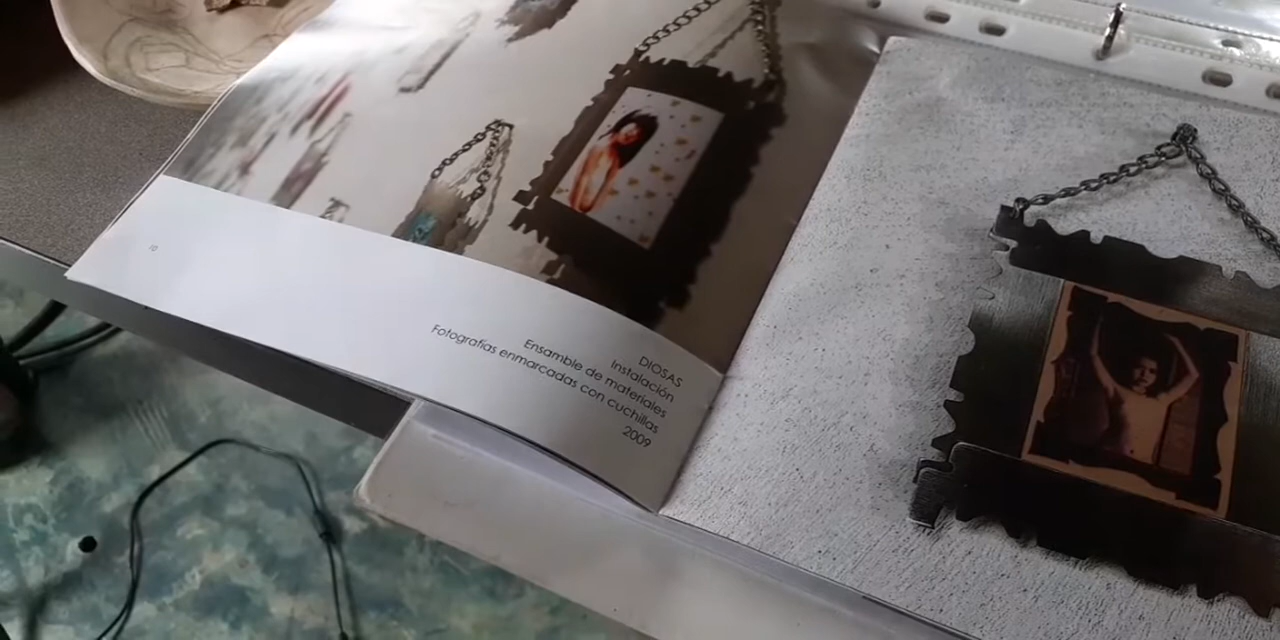 DIOSAS
Instalación
Ensamble de materiales
Fotografías enmarcadas con cuchillas
2009